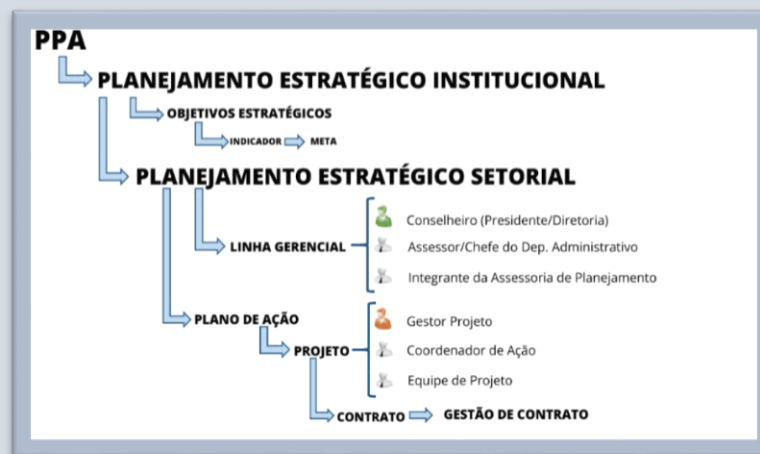 PPA
PLANEJAMENTO ESTRATÉGICO INSTITUCIONAL
OBJETIVOS ESTRATÉGICOS
INDICADOR META
PLANEJAMENTO ESTRATÉGICO SETORIAL
LINHA GERENCIAL
Conselheiro (Presidente/Diretoria)
Assessor/Chefe do Dep. Administrativo
Integrante da Assessoria de Planejamento
PLANO DE AÇÃO
PROJETO
Gestor Projeto
Coordenador de Ação
Equipe de Projeto
CONTRATO GESTÃO DE CONTRATO